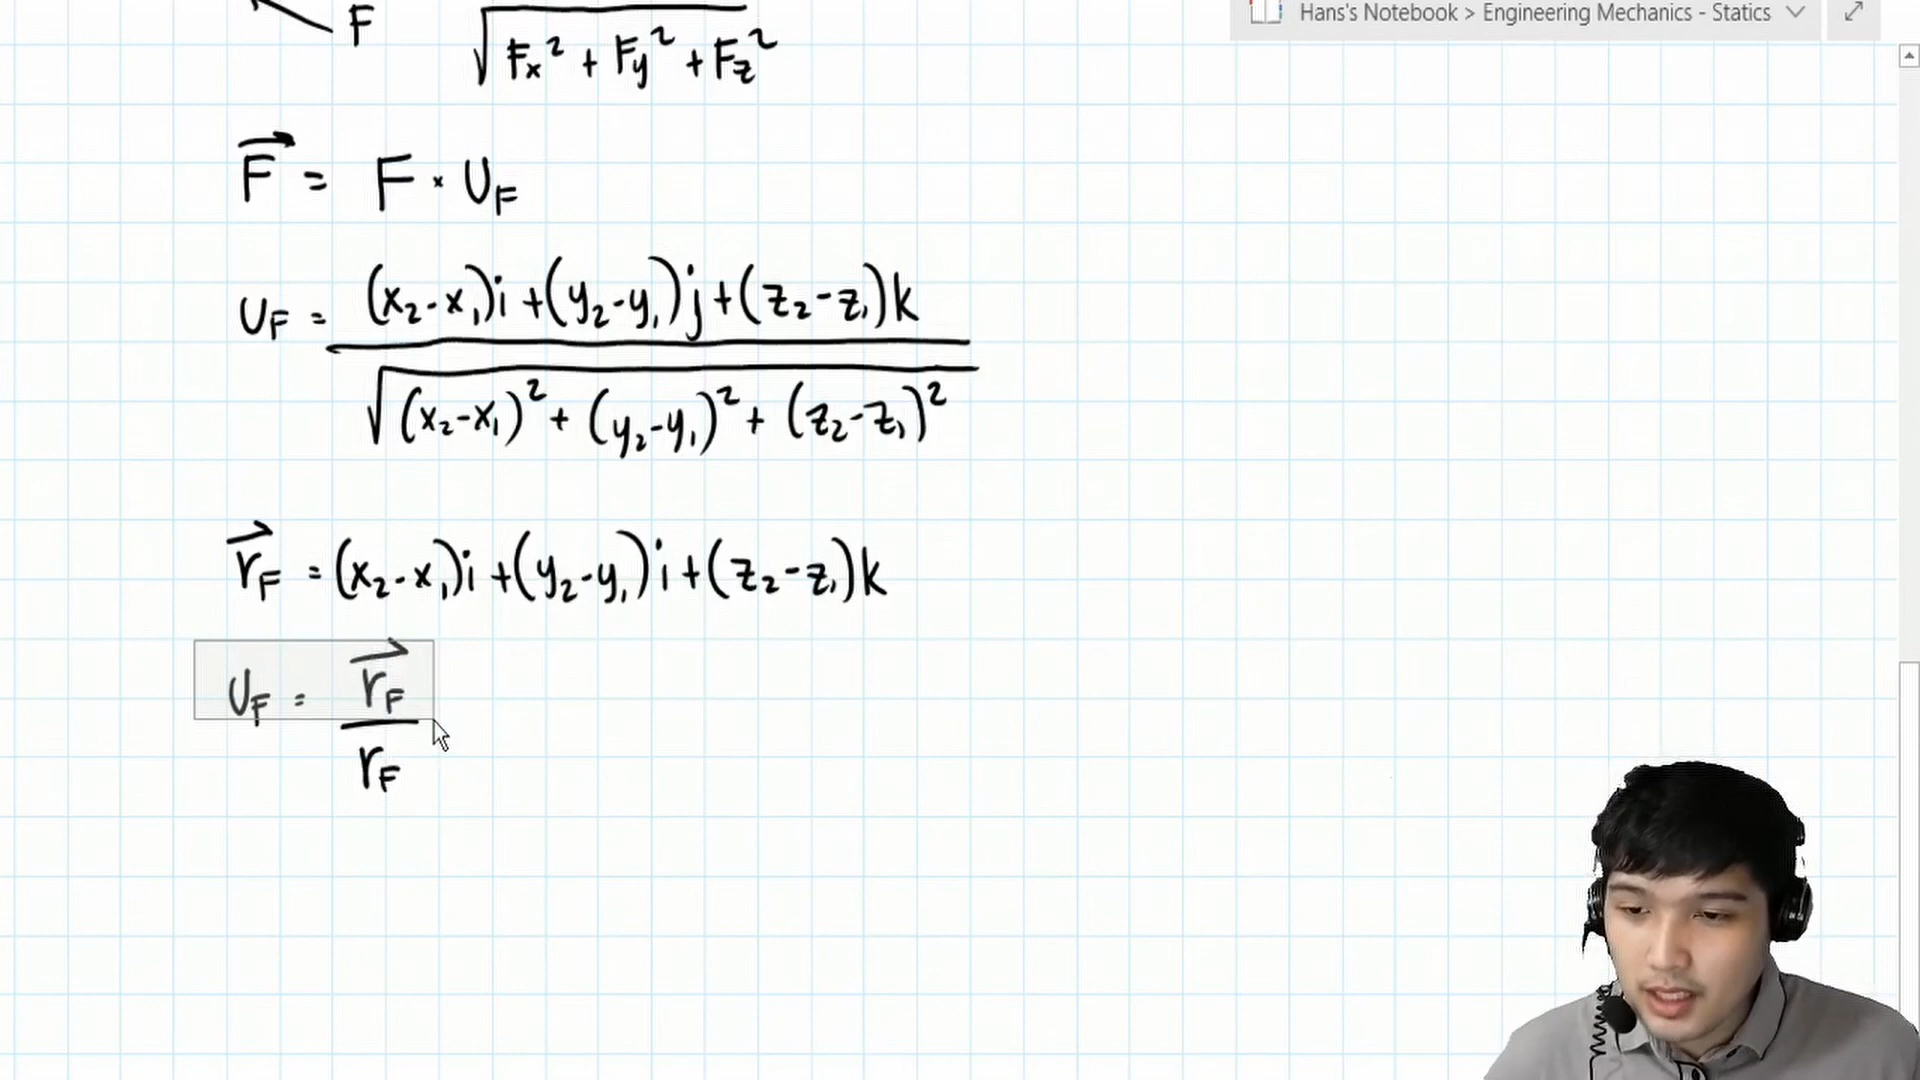 Hans's Notebook > Engineering Mechanics - Statics
F
√(Fx² + Fy² + Fz²)
F⃗ = F · UF
UF = (x₂-x₁)i + (y₂-y₁)j + (z₂-z₁)k
√((x₂-x₁)² + (y₂-y₁)² + (z₂-z₁)²)
r⃗F = (x₂-x₁)i + (y₂-y₁)i + (z₂-z₁)k
UF = r⃗F
rF